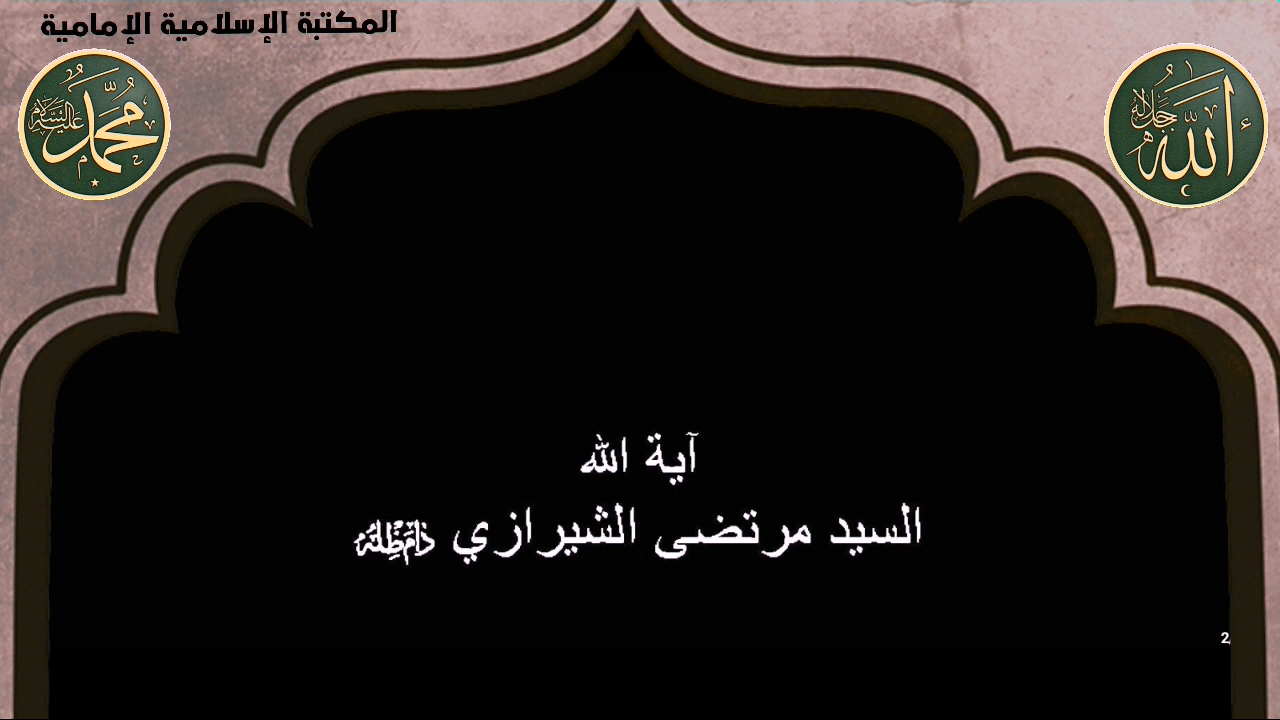 المكتبة الإسلامية الإمامية
محمد عليه السلام
الله جل جلاله
آية الله
السيد مرتضى الشيرازي دام ظله
2